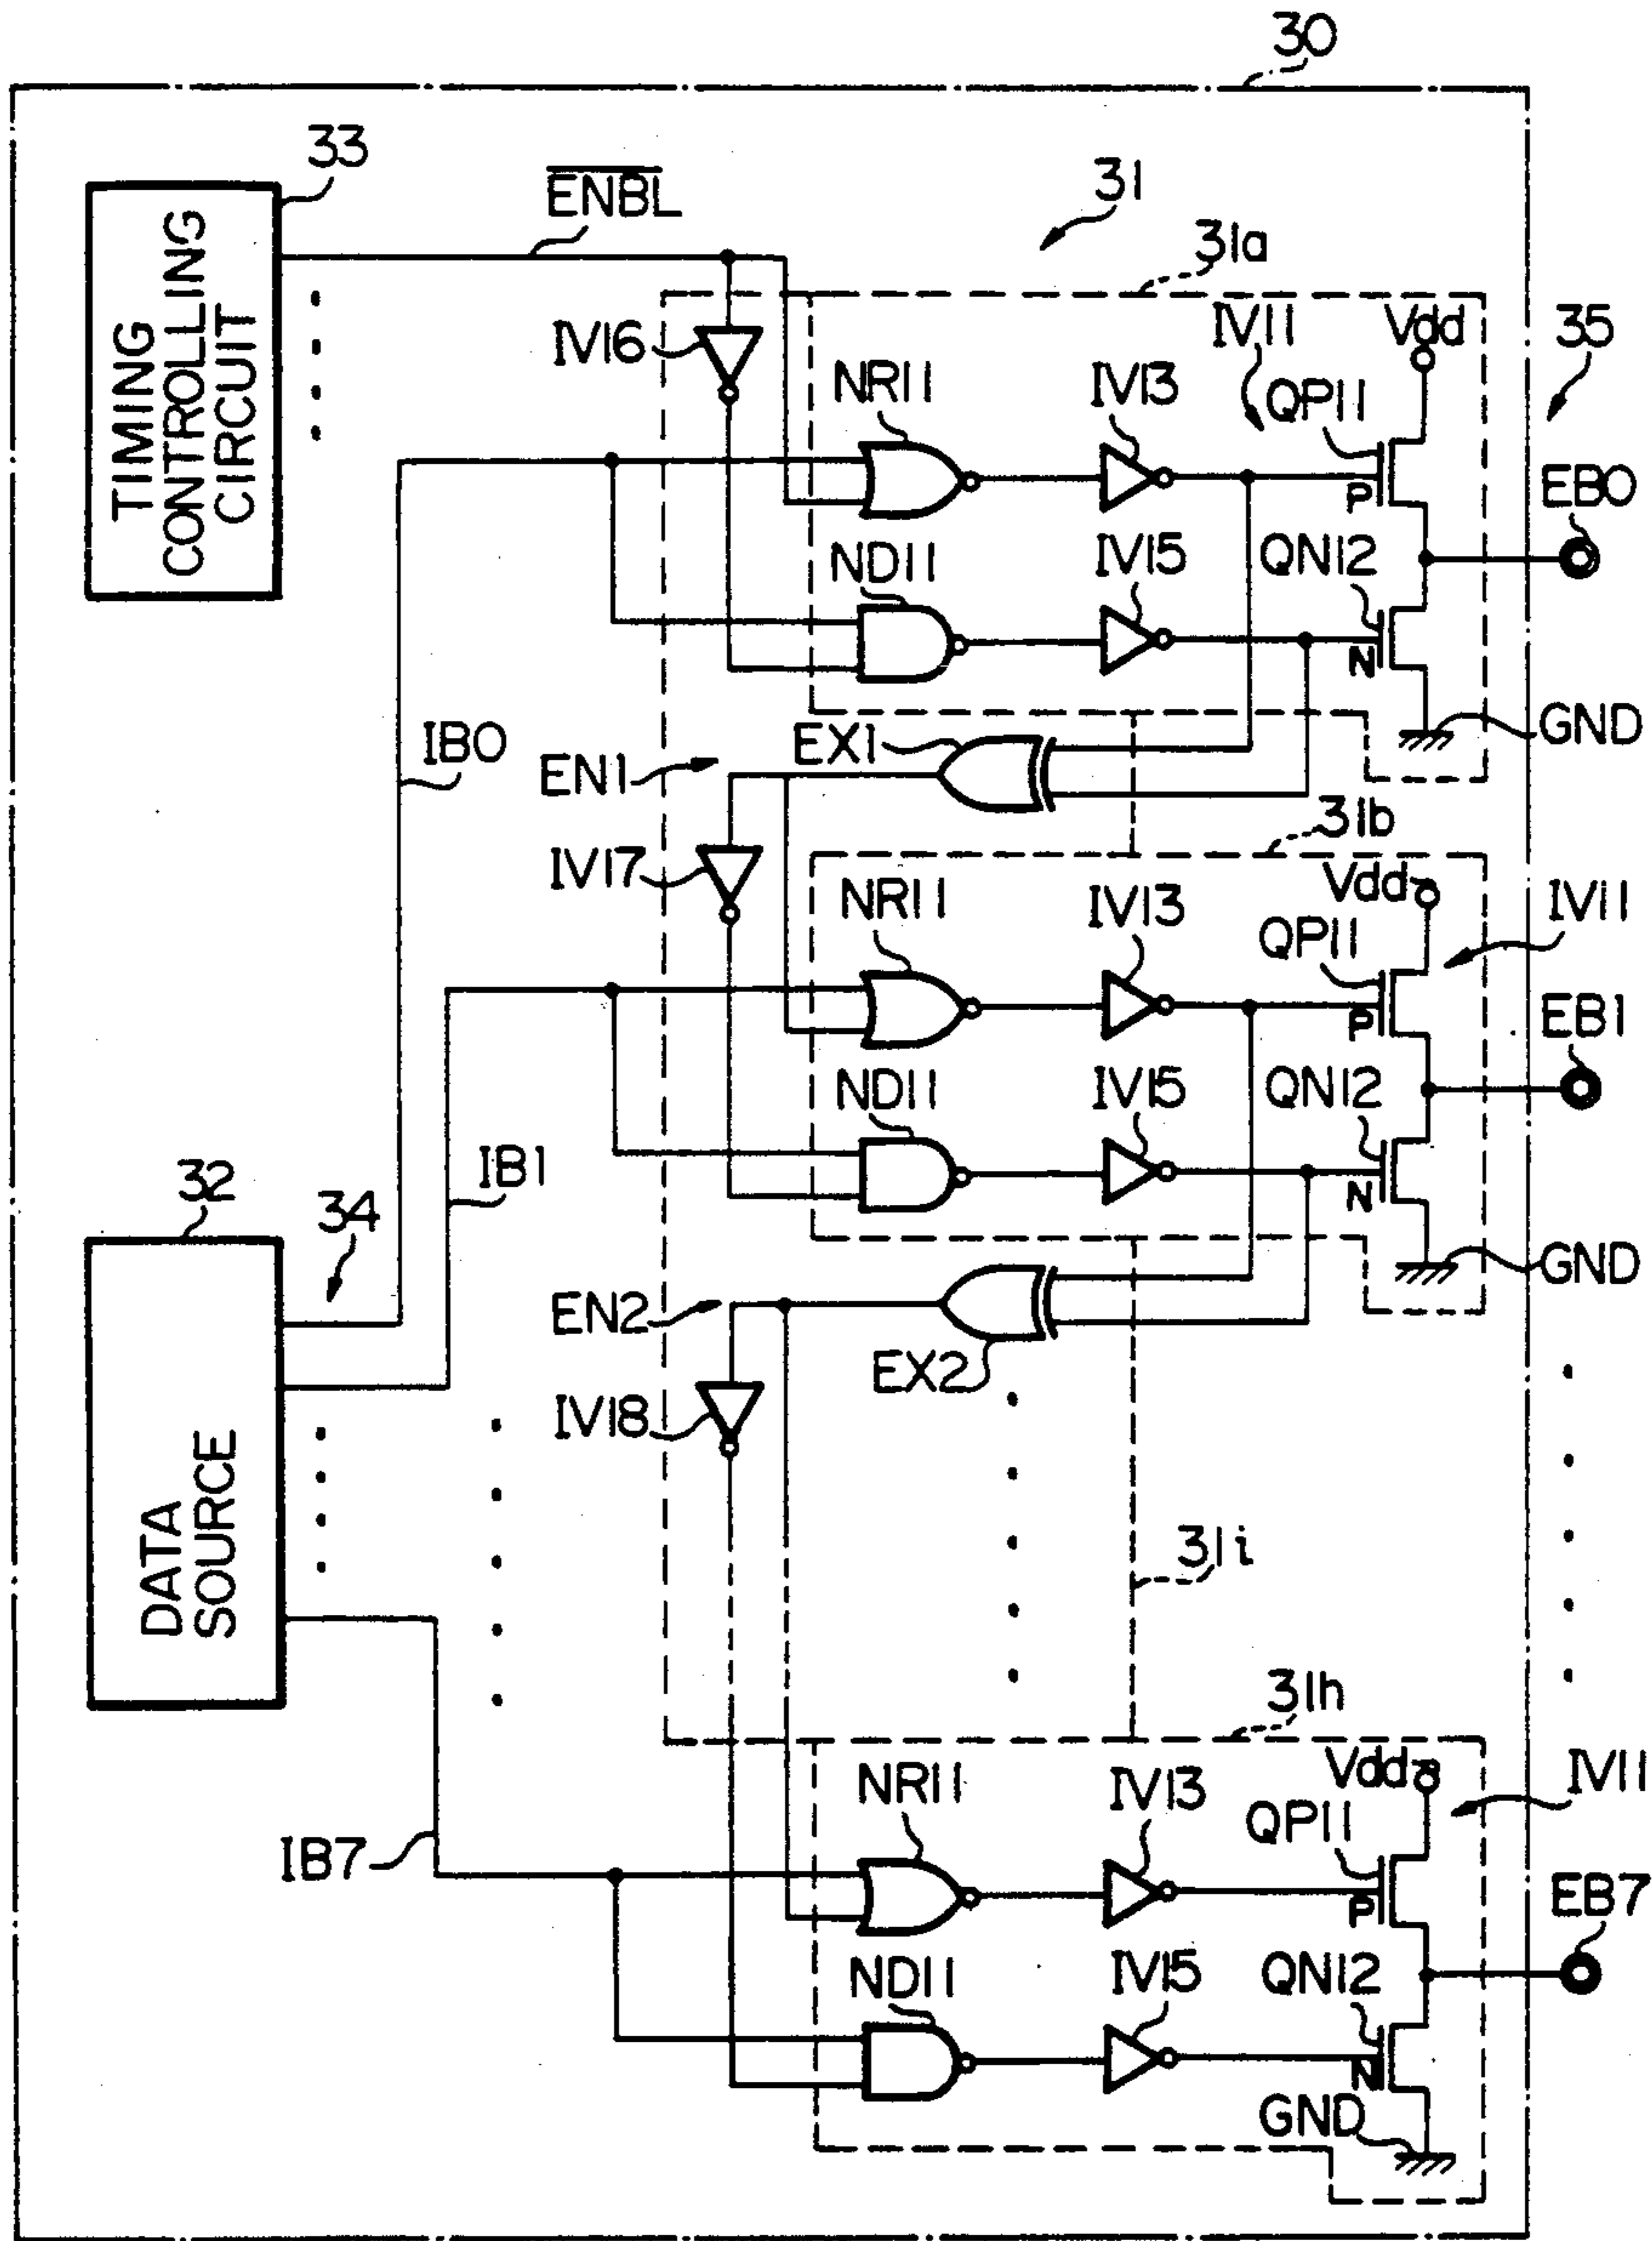 30
33
TIMING
CONTROLLING
CIRCUIT
ENBL
31
31a
IV16
NR11
IV13
IV11
Vdd
35
QP11
P
EB0
ND11
IV15
QN12
N
GND
IB0
EX1
EN1
31b
IV17
NR11
IV13
Vdd
IV11
QP11
P
EB1
ND11
IV15
QN12
N
GND
IB1
32
34
DATA
SOURCE
EN2
EX2
IV18
31i
31h
NR11
IV13
Vdd
IV11
QP11
P
IB7
EB7
ND11
IV15
QN12
N
GND